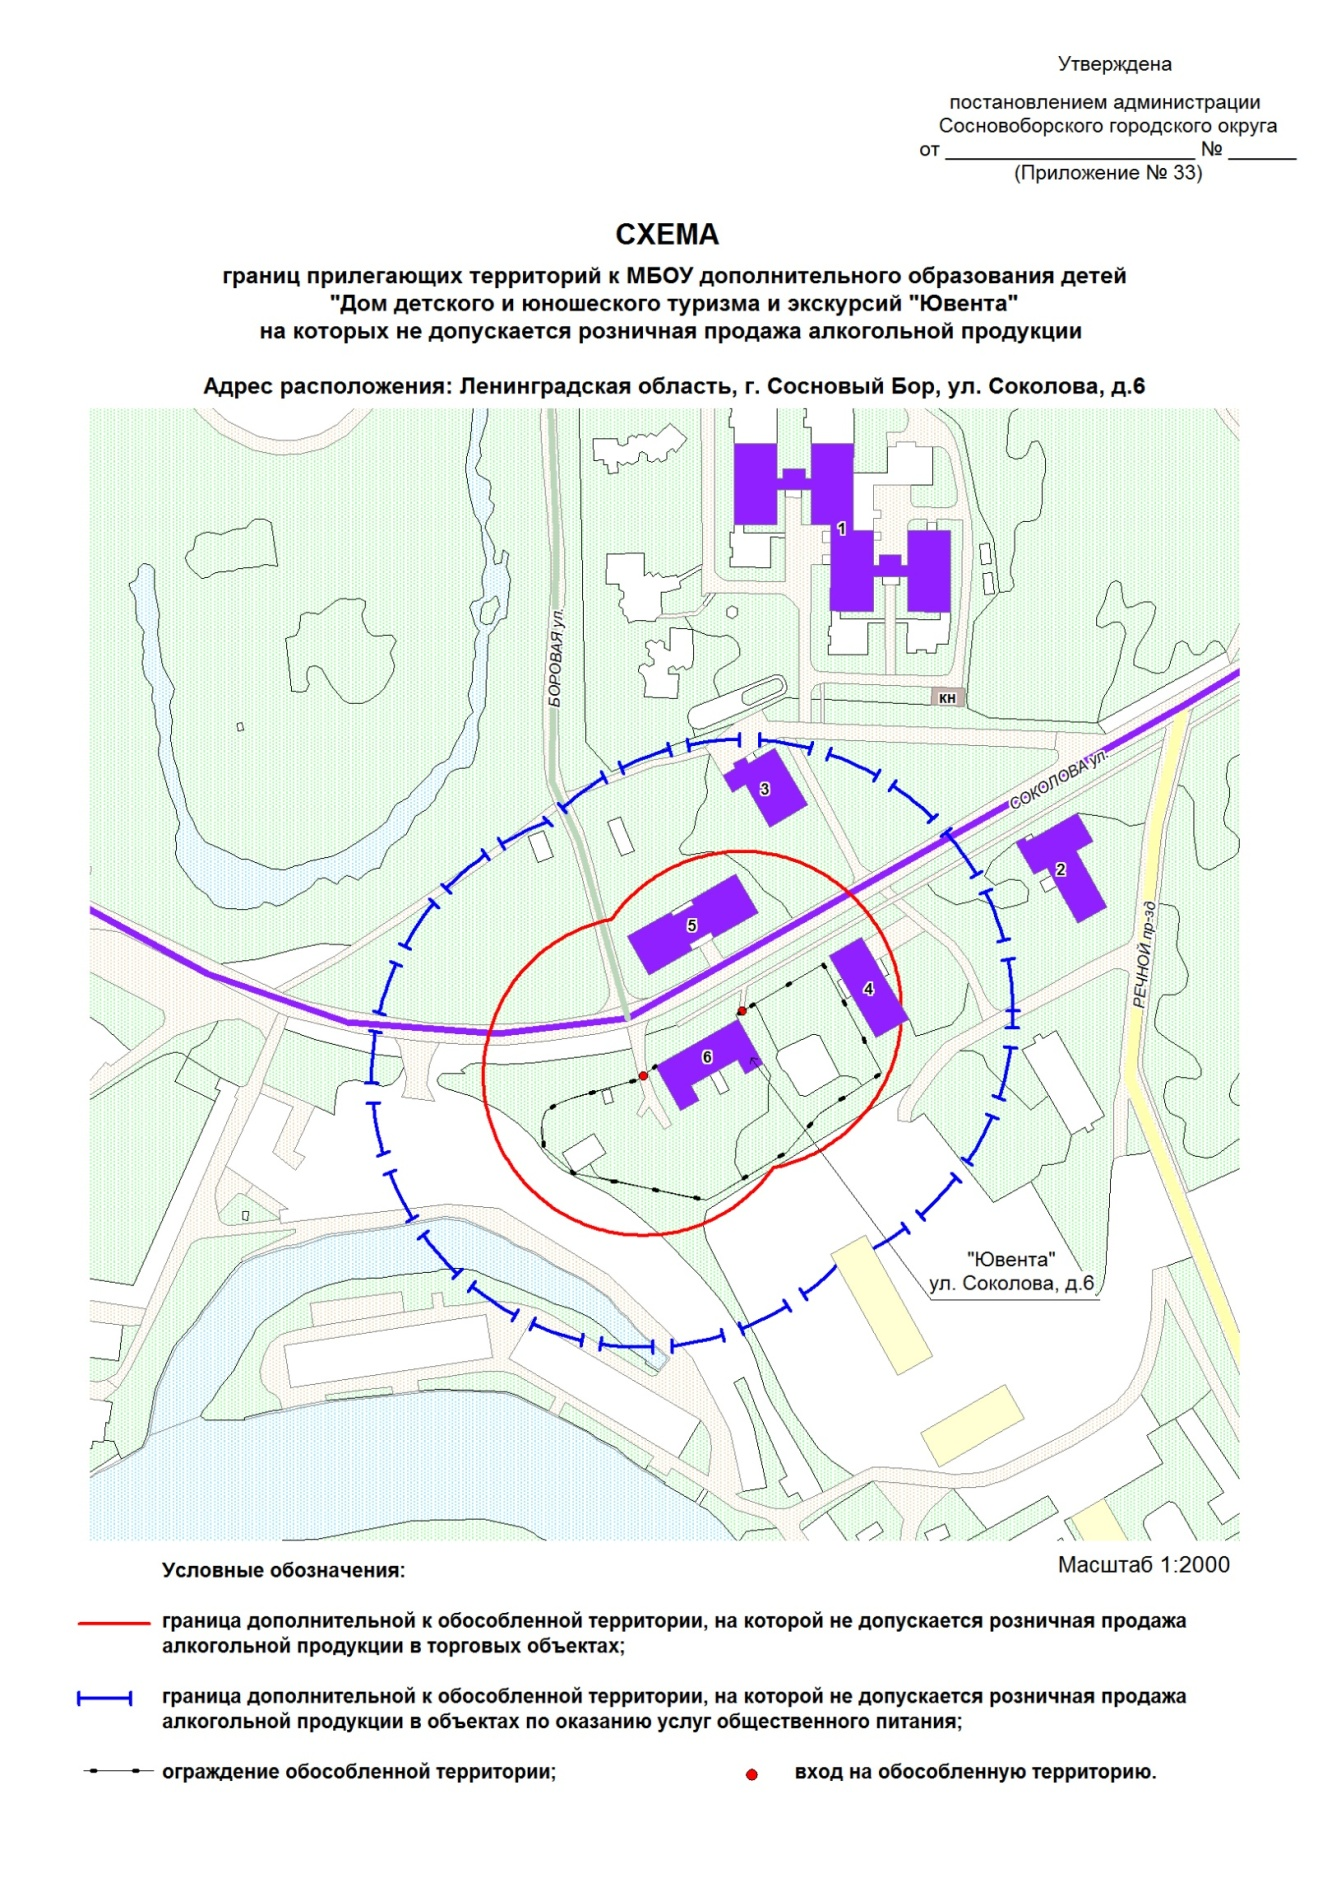 Утверждена
постановлением администрации
Сосновоборского городского округа
от ______________________ № ______
(Приложение № 33)
СХЕМА
границ прилегающих территорий к МБОУ дополнительного образования детей
"Дом детского и юношеского туризма и экскурсий "Ювента"
на которых не допускается розничная продажа алкогольной продукции
Адрес расположения: Ленинградская область, г. Сосновый Бор, ул. Соколова, д.6
1
БОРОВАЯ ул.
КН
СОКОЛОВА ул.
3
2
5
РЕЧНОЙ пр-зд
4
6
"Ювента"
ул. Соколова, д.6
Масштаб 1:2000
Условные обозначения:
граница дополнительной к обособленной территории, на которой не допускается розничная продажа
алкогольной продукции в торговых объектах;
граница дополнительной к обособленной территории, на которой не допускается розничная продажа
алкогольной продукции в объектах по оказанию услуг общественного питания;
ограждение обособленной территории;
вход на обособленную территорию.